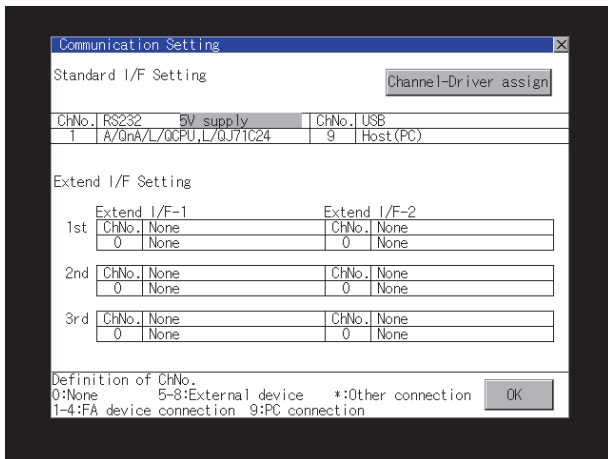 Communication Setting
Standard I/F Setting
Channel-Driver assign
ChNo. RS232 5V supply ChNo. USB
1 A/QnA/L/QCPU,L/QJ71C24 9 Host(PC)
Extend I/F Setting
Extend I/F-1 Extend I/F-2
1st ChNo. None ChNo. None
0 None 0 None
2nd ChNo. None ChNo. None
0 None 0 None
3rd ChNo. None ChNo. None
0 None 0 None
Definition of ChNo.
0:None 5-8:External device *:Other connection
1-4:FA device connection 9:PC connection
OK